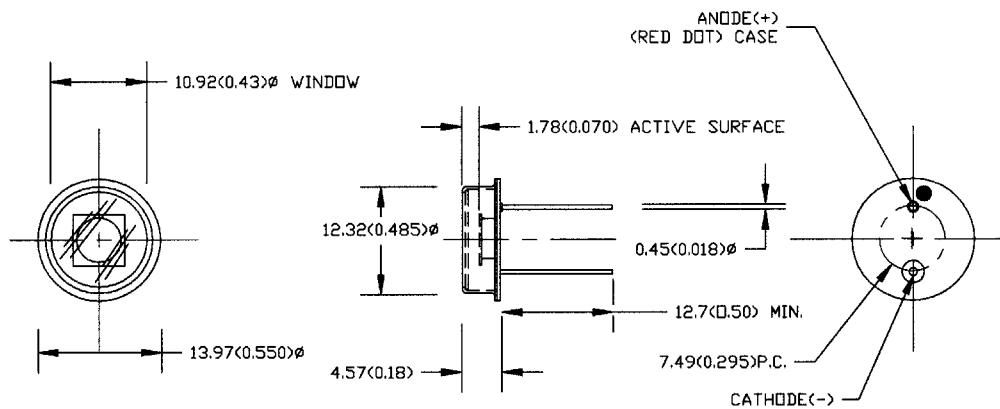 ANODE(+)
(RED DOT) CASE
10.92(0.43)ø WINDOW
1.78(0.070) ACTIVE SURFACE
12.32(0.485)ø
0.45(0.018)ø
12.7(0.50) MIN.
13.97(0.550)ø
4.57(0.18)
7.49(0.295)P.C.
CATHODE(-)